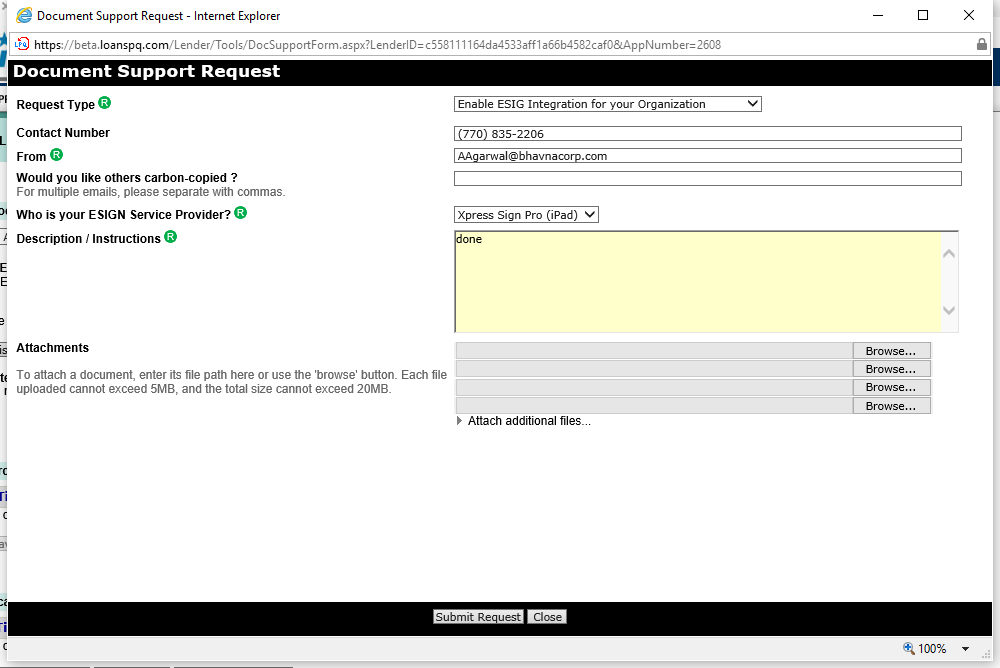 Document Support Request - Internet Explorer
https://beta.loanspq.com/Lender/Tools/DocSupportForm.aspx?LenderID=c558111164da4533aff1a66b4582caf0&AppNumber=2608
Document Support Request
Request Type R
Enable ESIG Integration for your Organization
Contact Number
(770) 835-2206
From R
AAgarwal@bhavnacorp.com
Would you like others carbon-copied ?
For multiple emails, please separate with commas.
Who is your ESIGN Service Provider? R
Xpress Sign Pro (iPad)
Description / Instructions R
done
Attachments
To attach a document, enter its file path here or use the 'browse' button. Each file
uploaded cannot exceed 5MB, and the total size cannot exceed 20MB.
Browse...
Browse...
Browse...
Browse...
Attach additional files...
Submit Request Close
100%